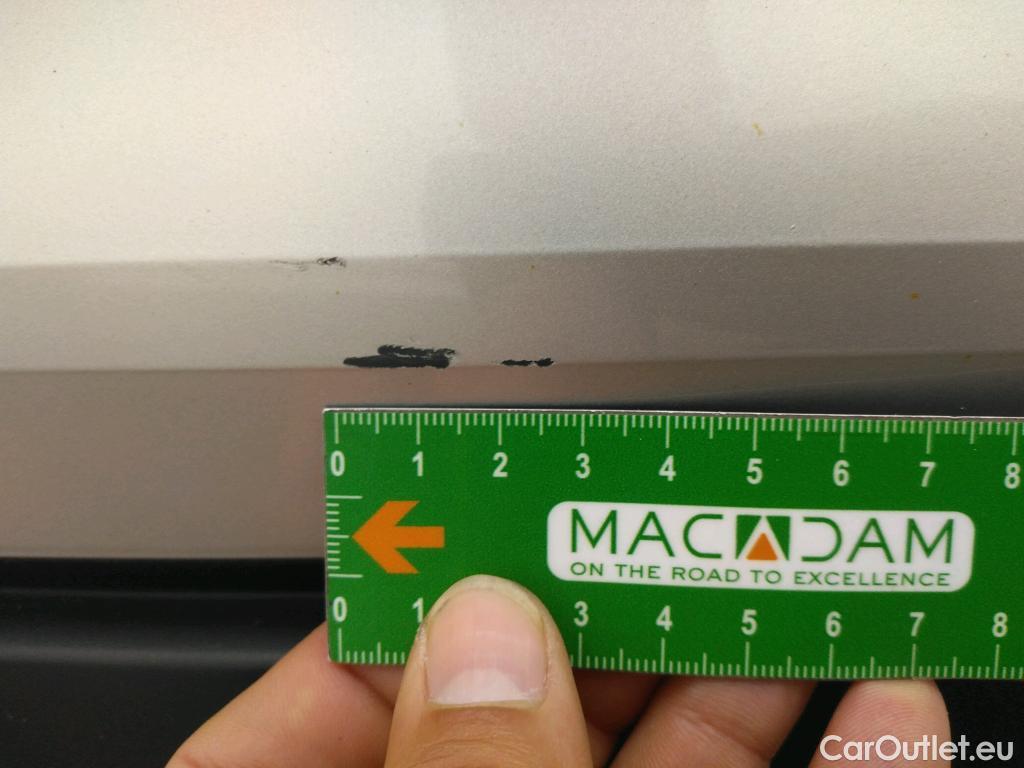 0 1 2 3 4 5 6 7 8
MACADAM
ON THE ROAD TO EXCELLENCE
0 1 3 4 5 6 7 8
CarOutlet.eu